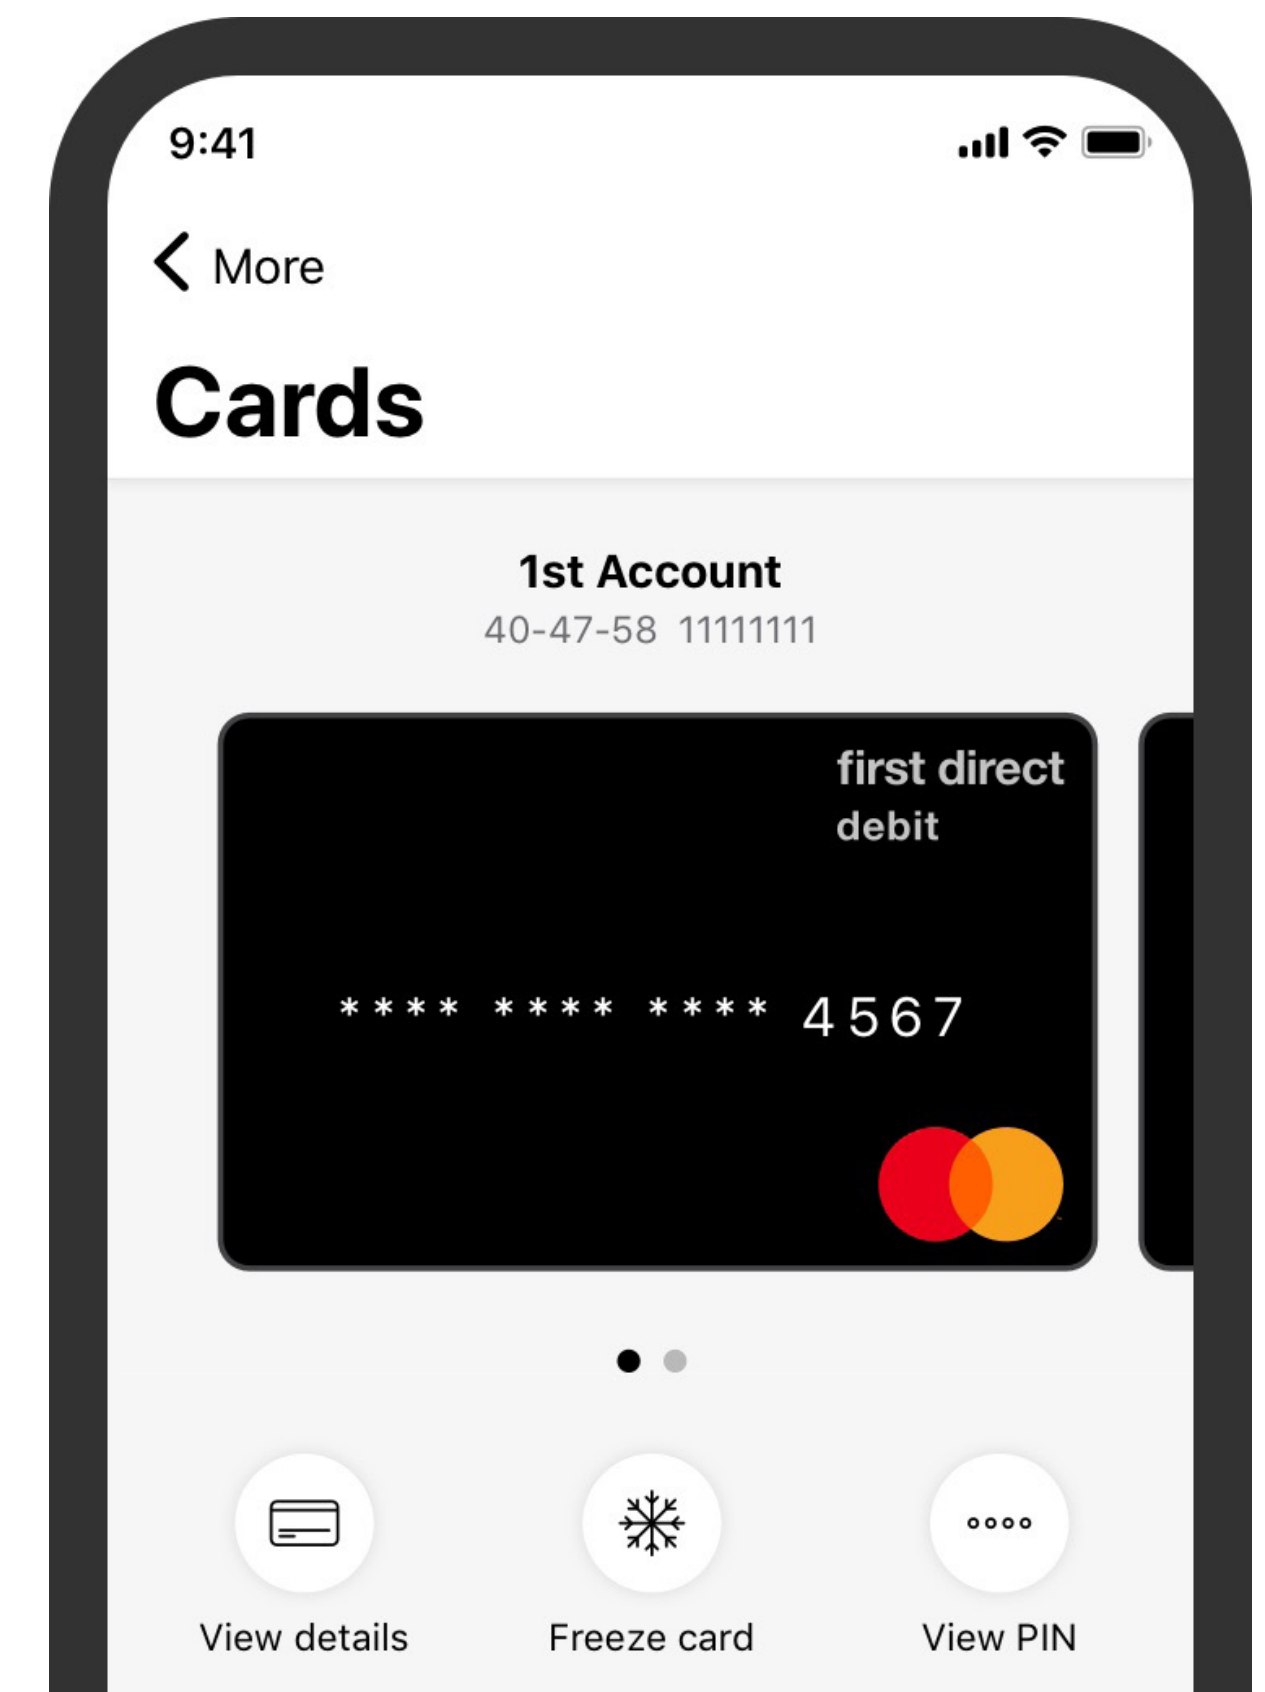 9:41
More
Cards
1st Account
40-47-58 11111111
first direct
debit
**** **** **** 4567
View details
Freeze card
View PIN